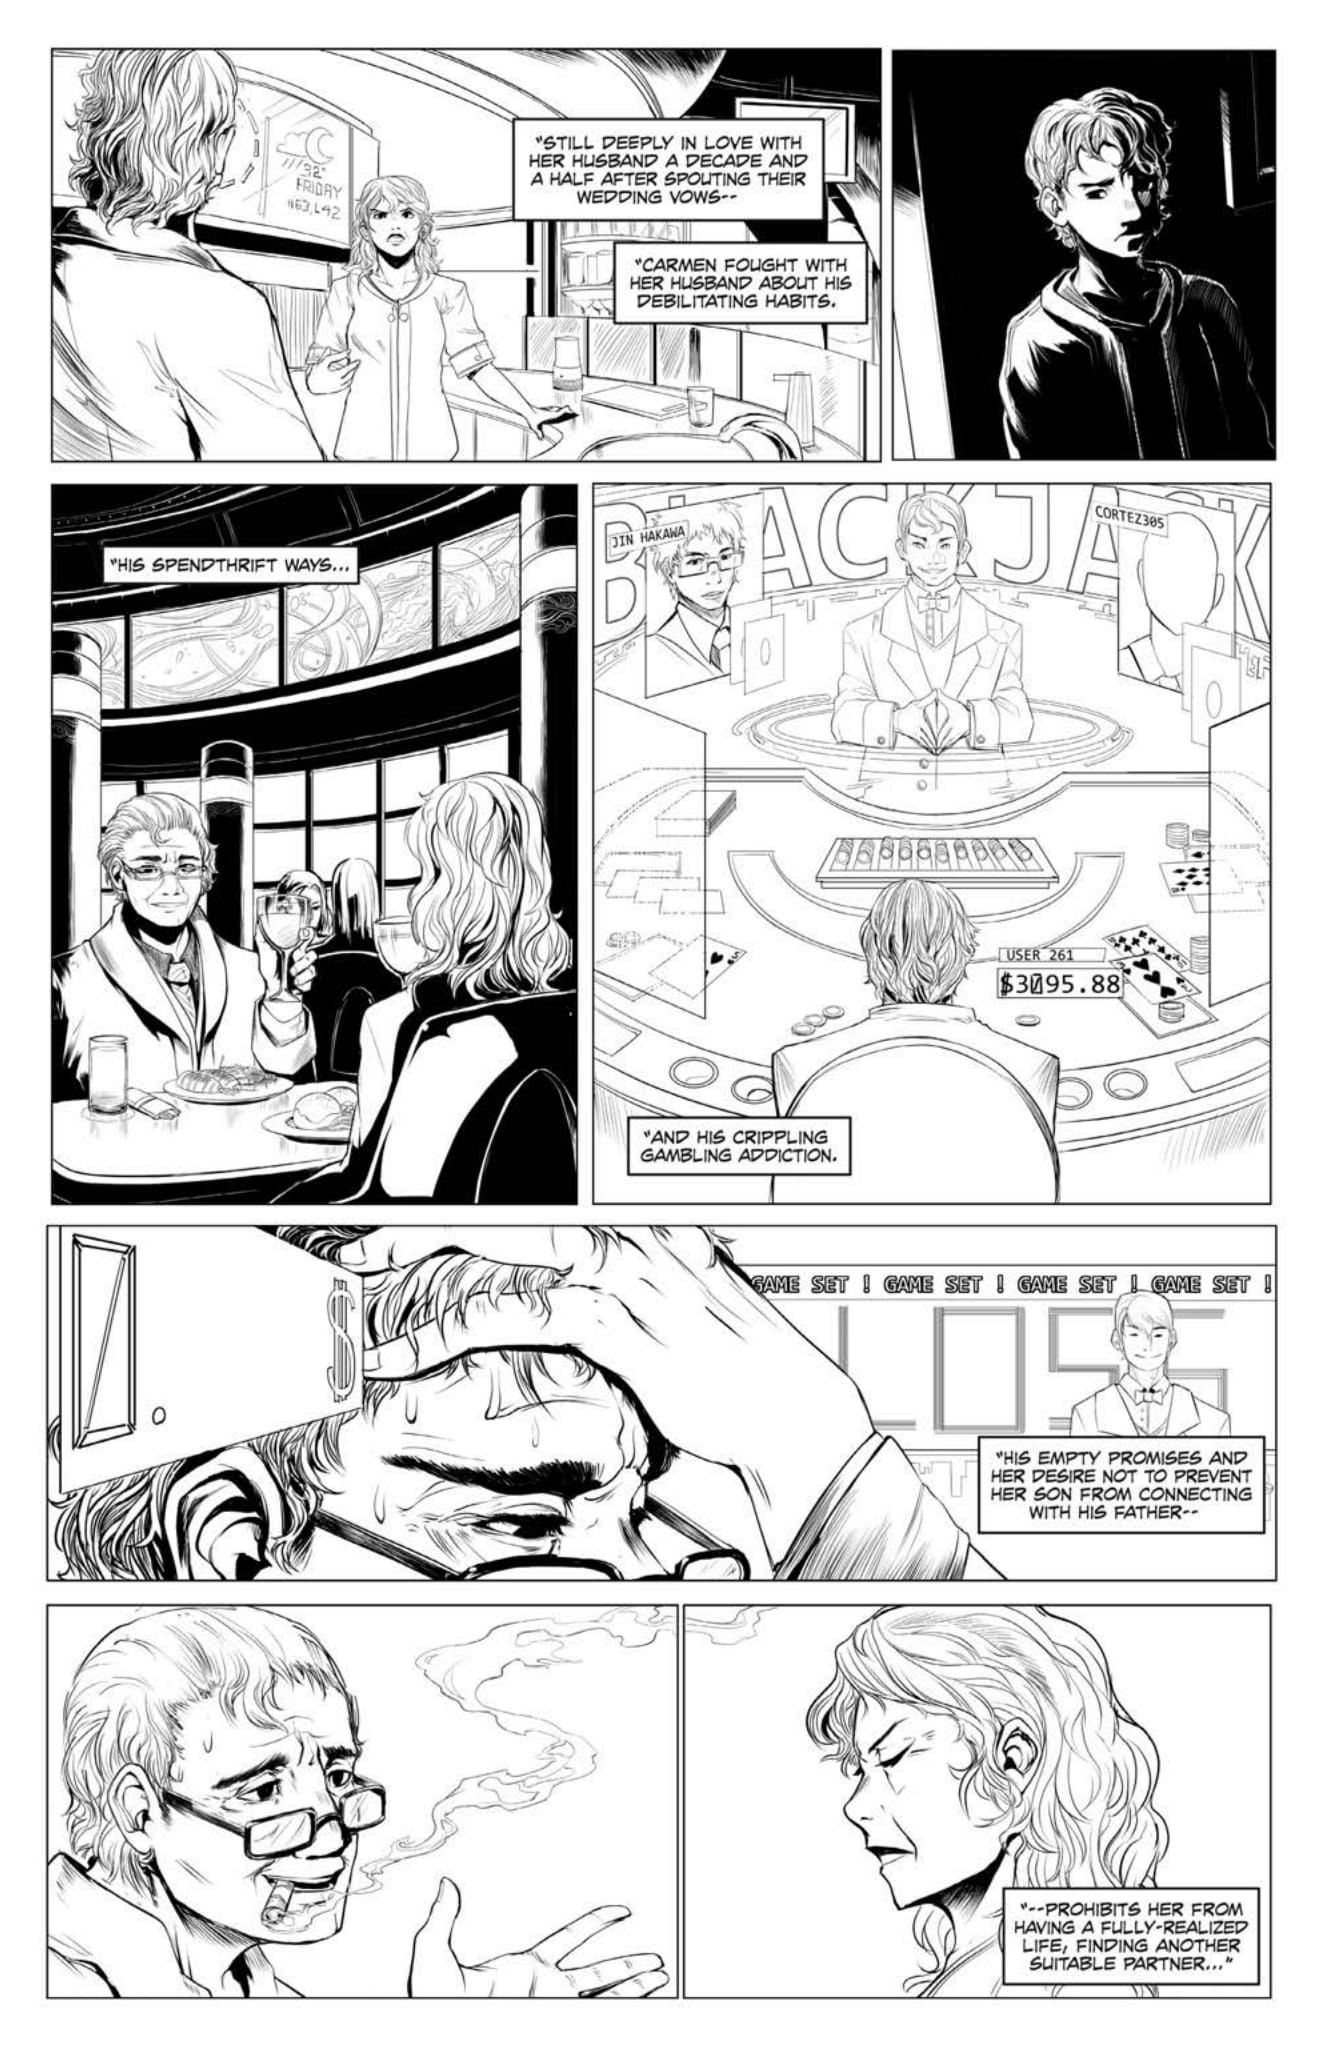 32°
FRIDAY
"STILL DEEPLY IN LOVE WITH
HER HUSBAND A DECADE AND
A HALF AFTER SPOUTING THEIR
WEDDING VOWS--
"CARMEN FOUGHT WITH
HER HUSBAND ABOUT HIS
DEBILITATING HABITS.
"HIS SPENDTHRIFT WAYS...
BLACKJACK
JIN HAKAWA
CORTEZ305
USER 261
"AND HIS CRIPPLING
GAMBLING ADDICTION.
$
GAME SET ! GAME SET ! GAME SET ! GAME SET !
"HIS EMPTY PROMISES AND
HER DESIRE NOT TO PREVENT
HER SON FROM CONNECTING
WITH HIS FATHER--
"--PROHIBITS HER FROM
HAVING A FULLY-REALIZED
LIFE, FINDING ANOTHER
SUITABLE PARTNER..."